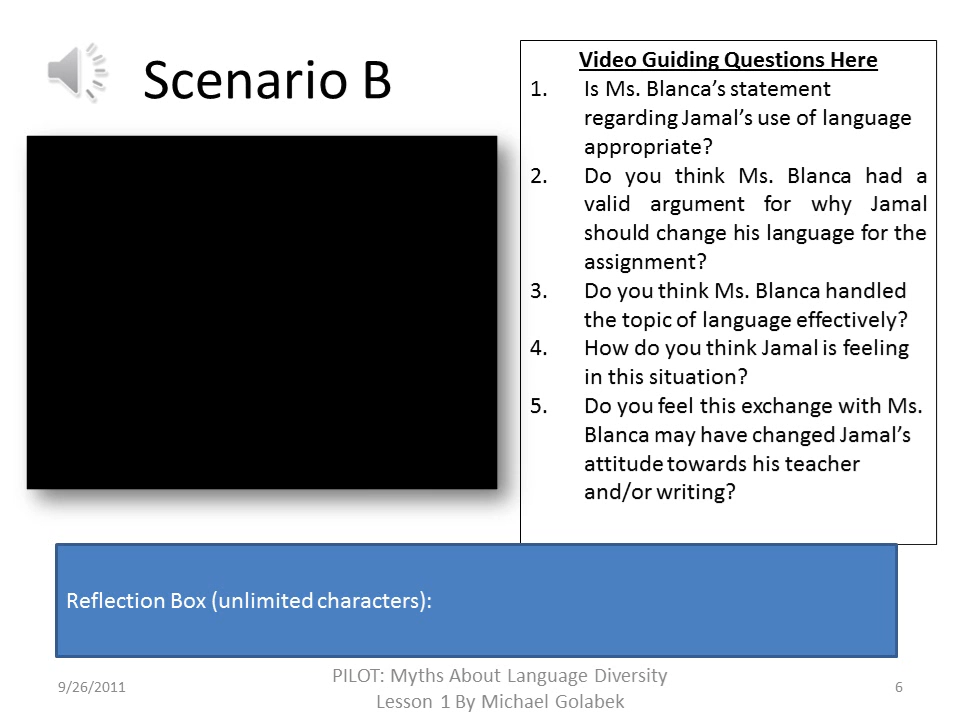 Scenario B
Video Guiding Questions Here
1. Is Ms. Blanca’s statement
regarding Jamal’s use of language
appropriate?
2. Do you think Ms. Blanca had a
valid argument for why Jamal
should change his language for the
assignment?
3. Do you think Ms. Blanca handled
the topic of language effectively?
4. How do you think Jamal is feeling
in this situation?
5. Do you feel this exchange with Ms.
Blanca may have changed Jamal’s
attitude towards his teacher
and/or writing?
Reflection Box (unlimited characters):
9/26/2011
PILOT: Myths About Language Diversity
Lesson 1 By Michael Golabek
6